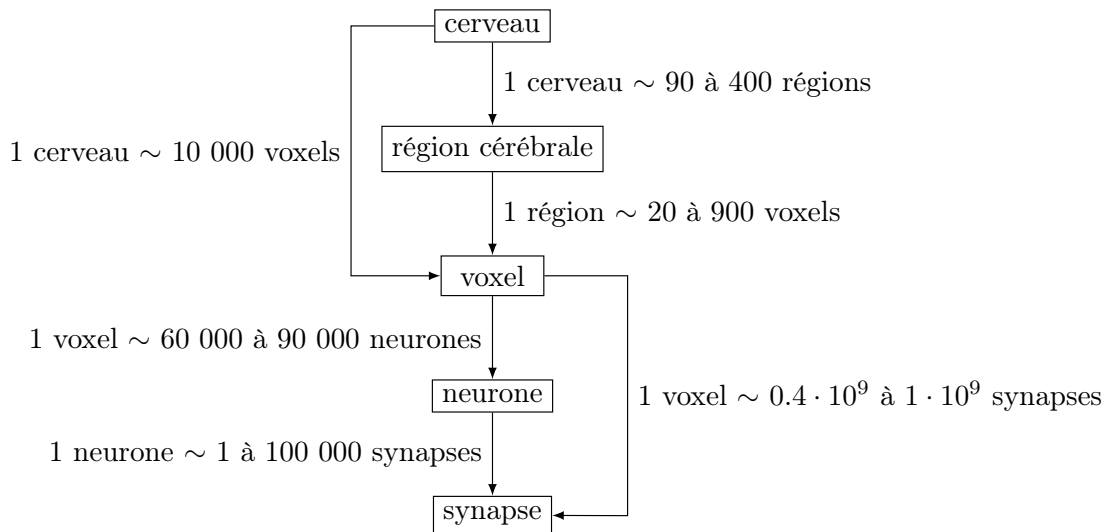 cerveau
1 cerveau ∼ 90 à 400 régions
1 cerveau ∼ 10 000 voxels
région cérébrale
1 région ∼ 20 à 900 voxels
voxel
1 voxel ∼ 60 000 à 90 000 neurones
neurone
1 voxel ∼ 0.4 · 10⁹ à 1 · 10⁹ synapses
1 neurone ∼ 1 à 100 000 synapses
synapse